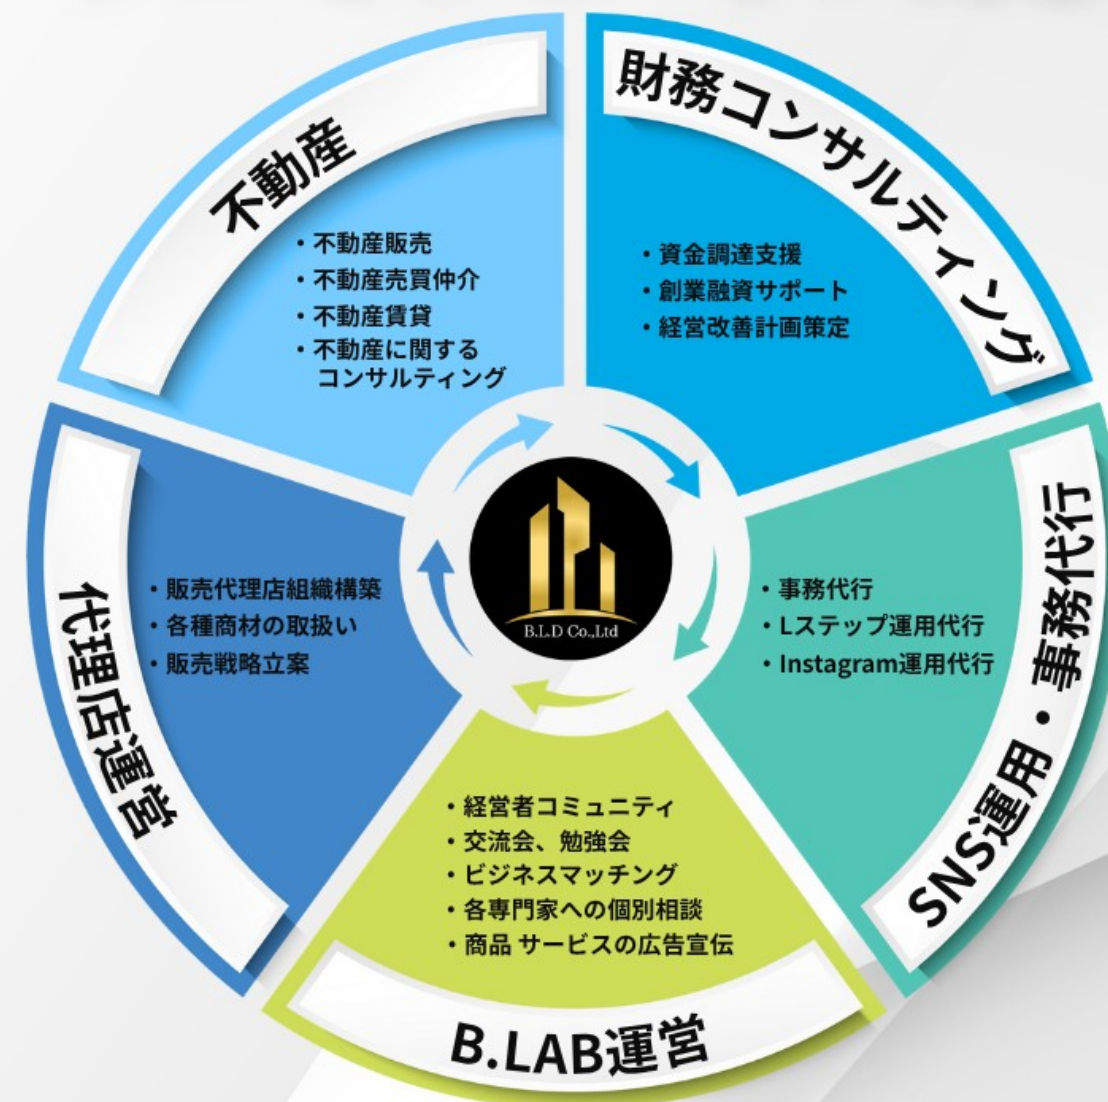 不動産
・不動産販売
・不動産売買仲介
・不動産賃貸
・不動産に関する
コンサルティング
財務コンサルティング
・資金調達支援
・創業融資サポート
・経営改善計画策定
SNS運用・事務代行
・事務代行
・Lステップ運用代行
・Instagram運用代行
B.LAB運営
・経営者コミュニティ
・交流会、勉強会
・ビジネスマッチング
・各専門家への個別相談
・商品 サービスの広告宣伝
代理店運営
・販売代理店組織構築
・各種商材の取扱い
・販売戦略立案
B.L.D Co.,Ltd